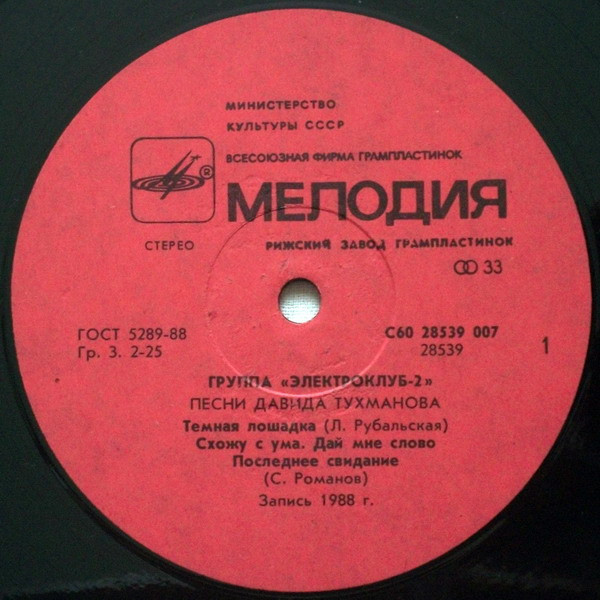 МИНИСТЕРСТВО
КУЛЬТУРЫ СССР
ВСЕСОЮЗНАЯ ФИРМА ГРАМПЛАСТИНОК
® МЕЛОДИЯ
СТЕРЕО РИЖСКИЙ ЗАВОД ГРАМПЛАСТИНОК
33
ГОСТ 5289-88 С60 28539 007
Гр. 3. 2-25 28539 1
ГРУППА «ЭЛЕКТРОКЛУБ-2»
ПЕСНИ ДАВИДА ТУХМАНОВА
Темная лошадка (Л. Рубальская)
Схожу с ума. Дай мне слово
Последнее свидание
(С. Романов)
Запись 1988 г.